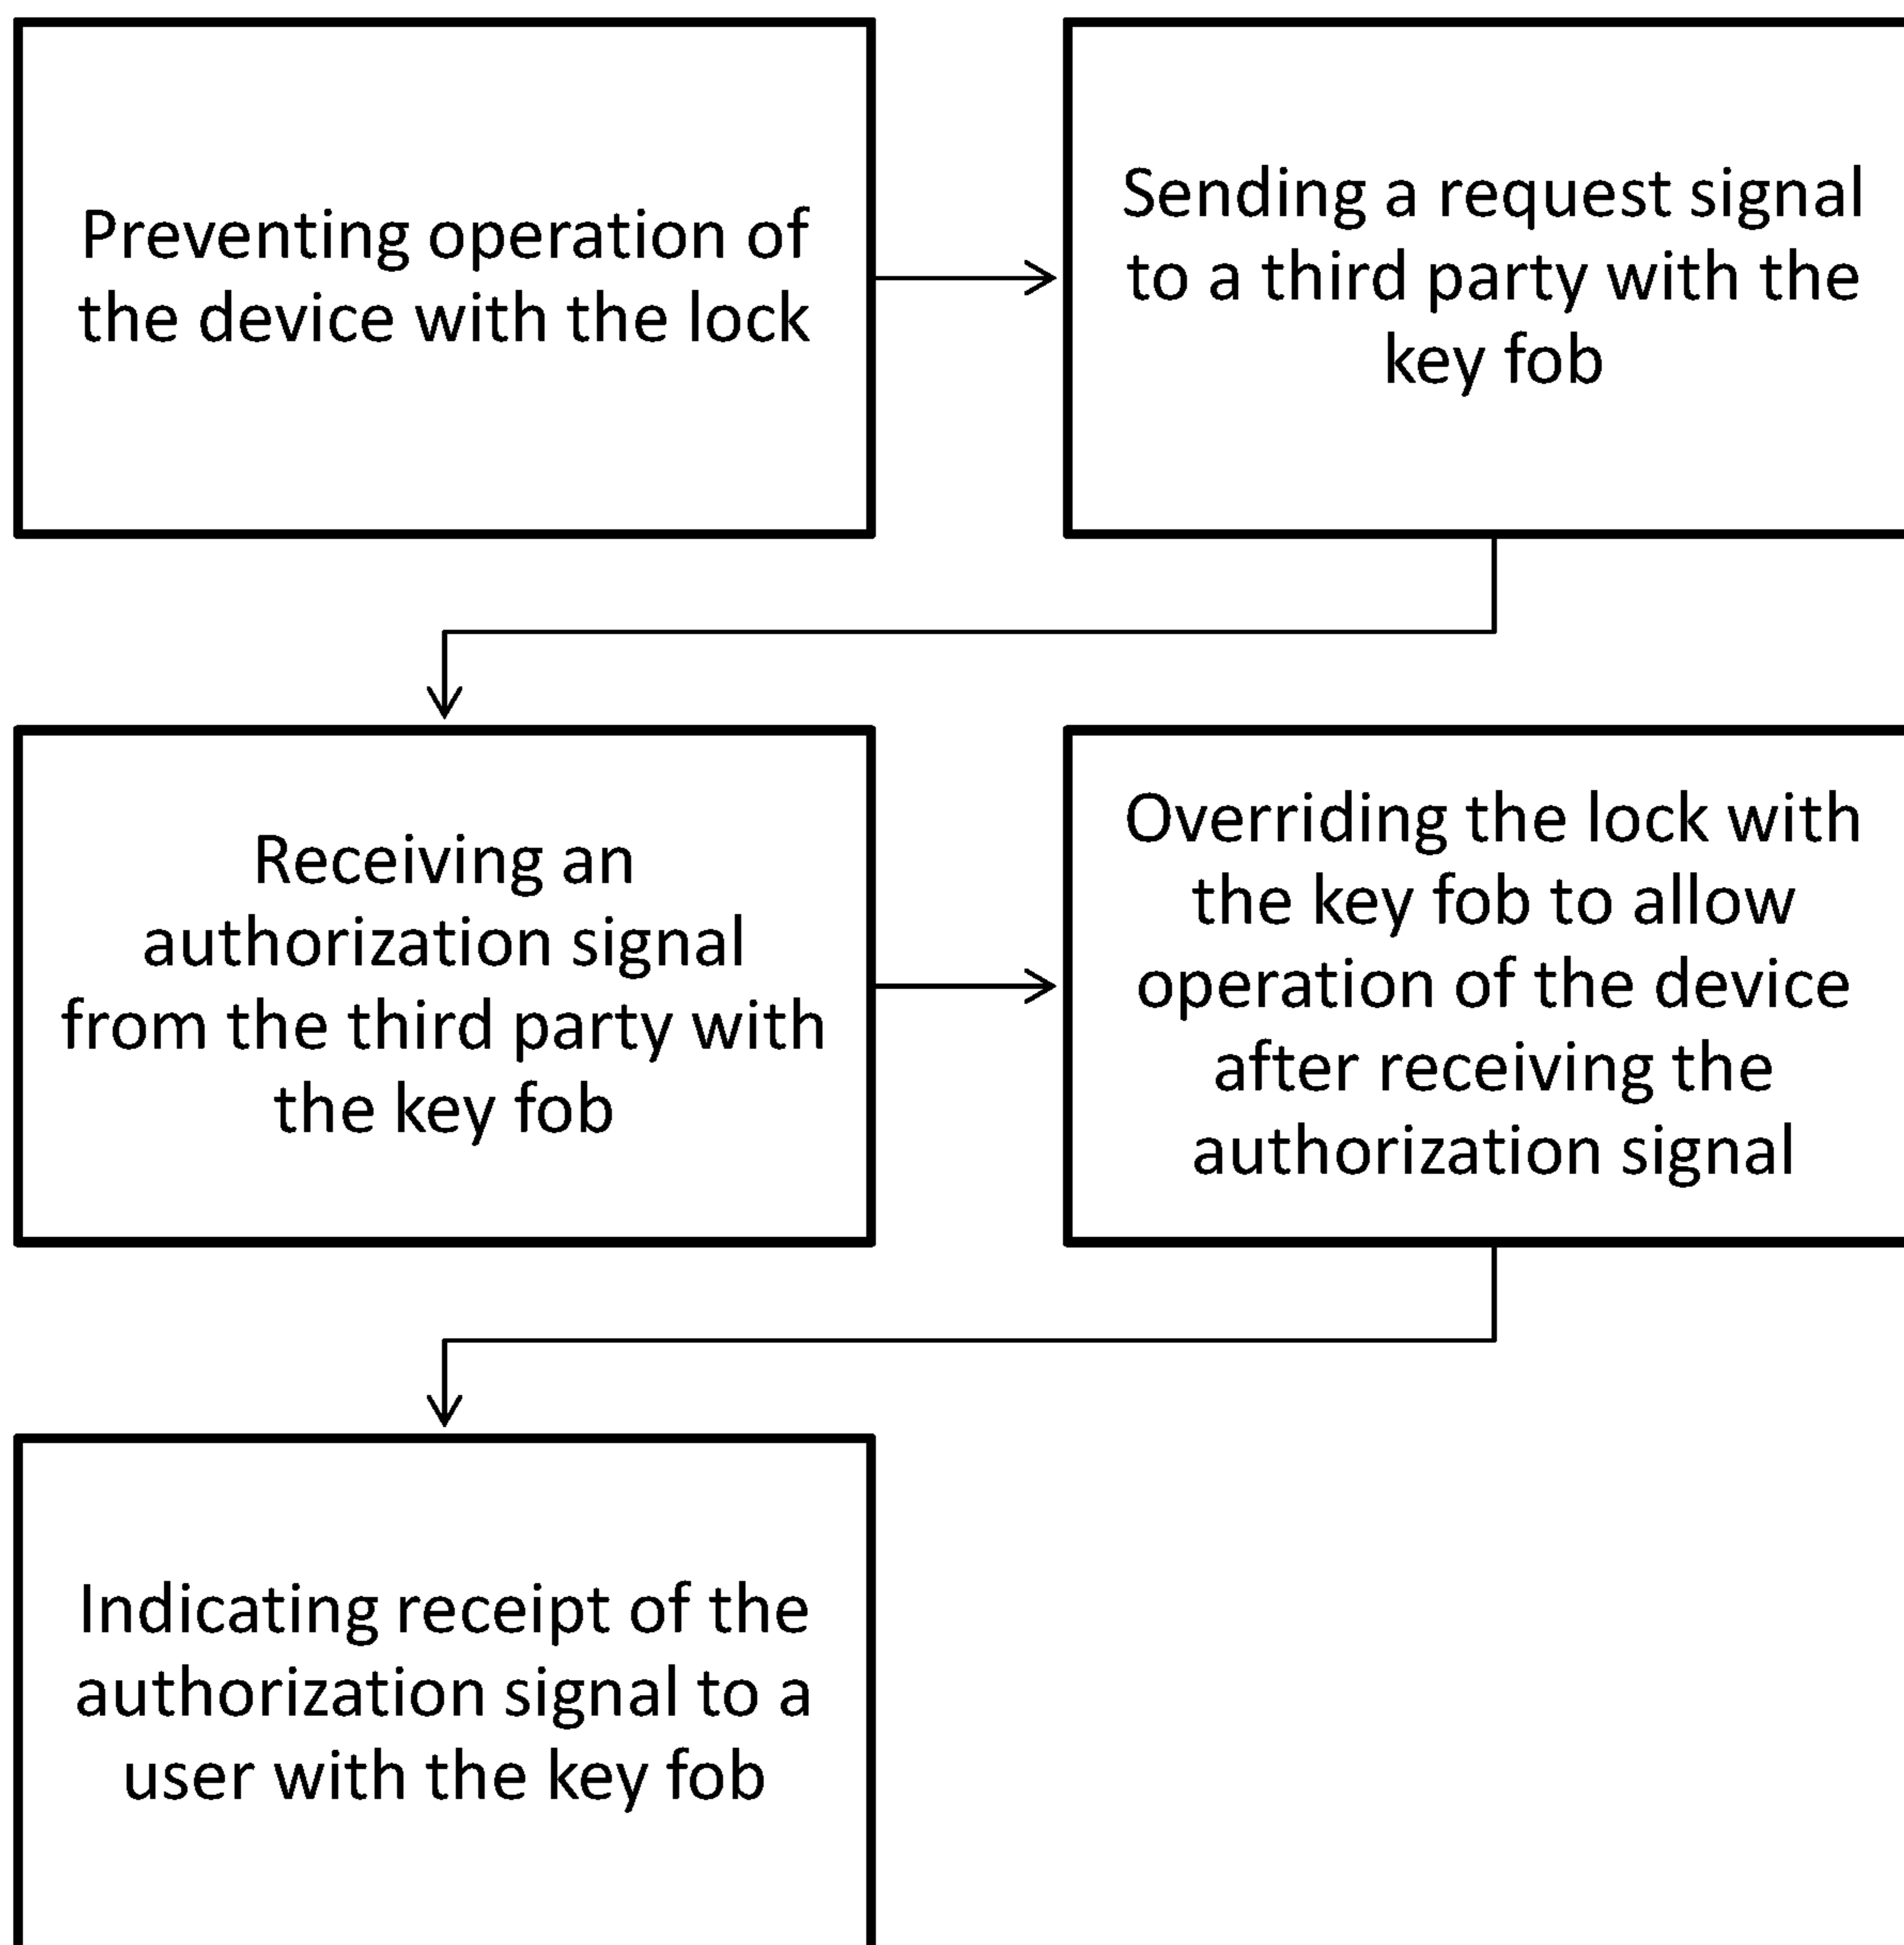 Preventing operation of
the device with the lock
Sending a request signal
to a third party with the
key fob
Receiving an
authorization signal
from the third party with
the key fob
Overriding the lock with
the key fob to allow
operation of the device
after receiving the
authorization signal
Indicating receipt of the
authorization signal to a
user with the key fob